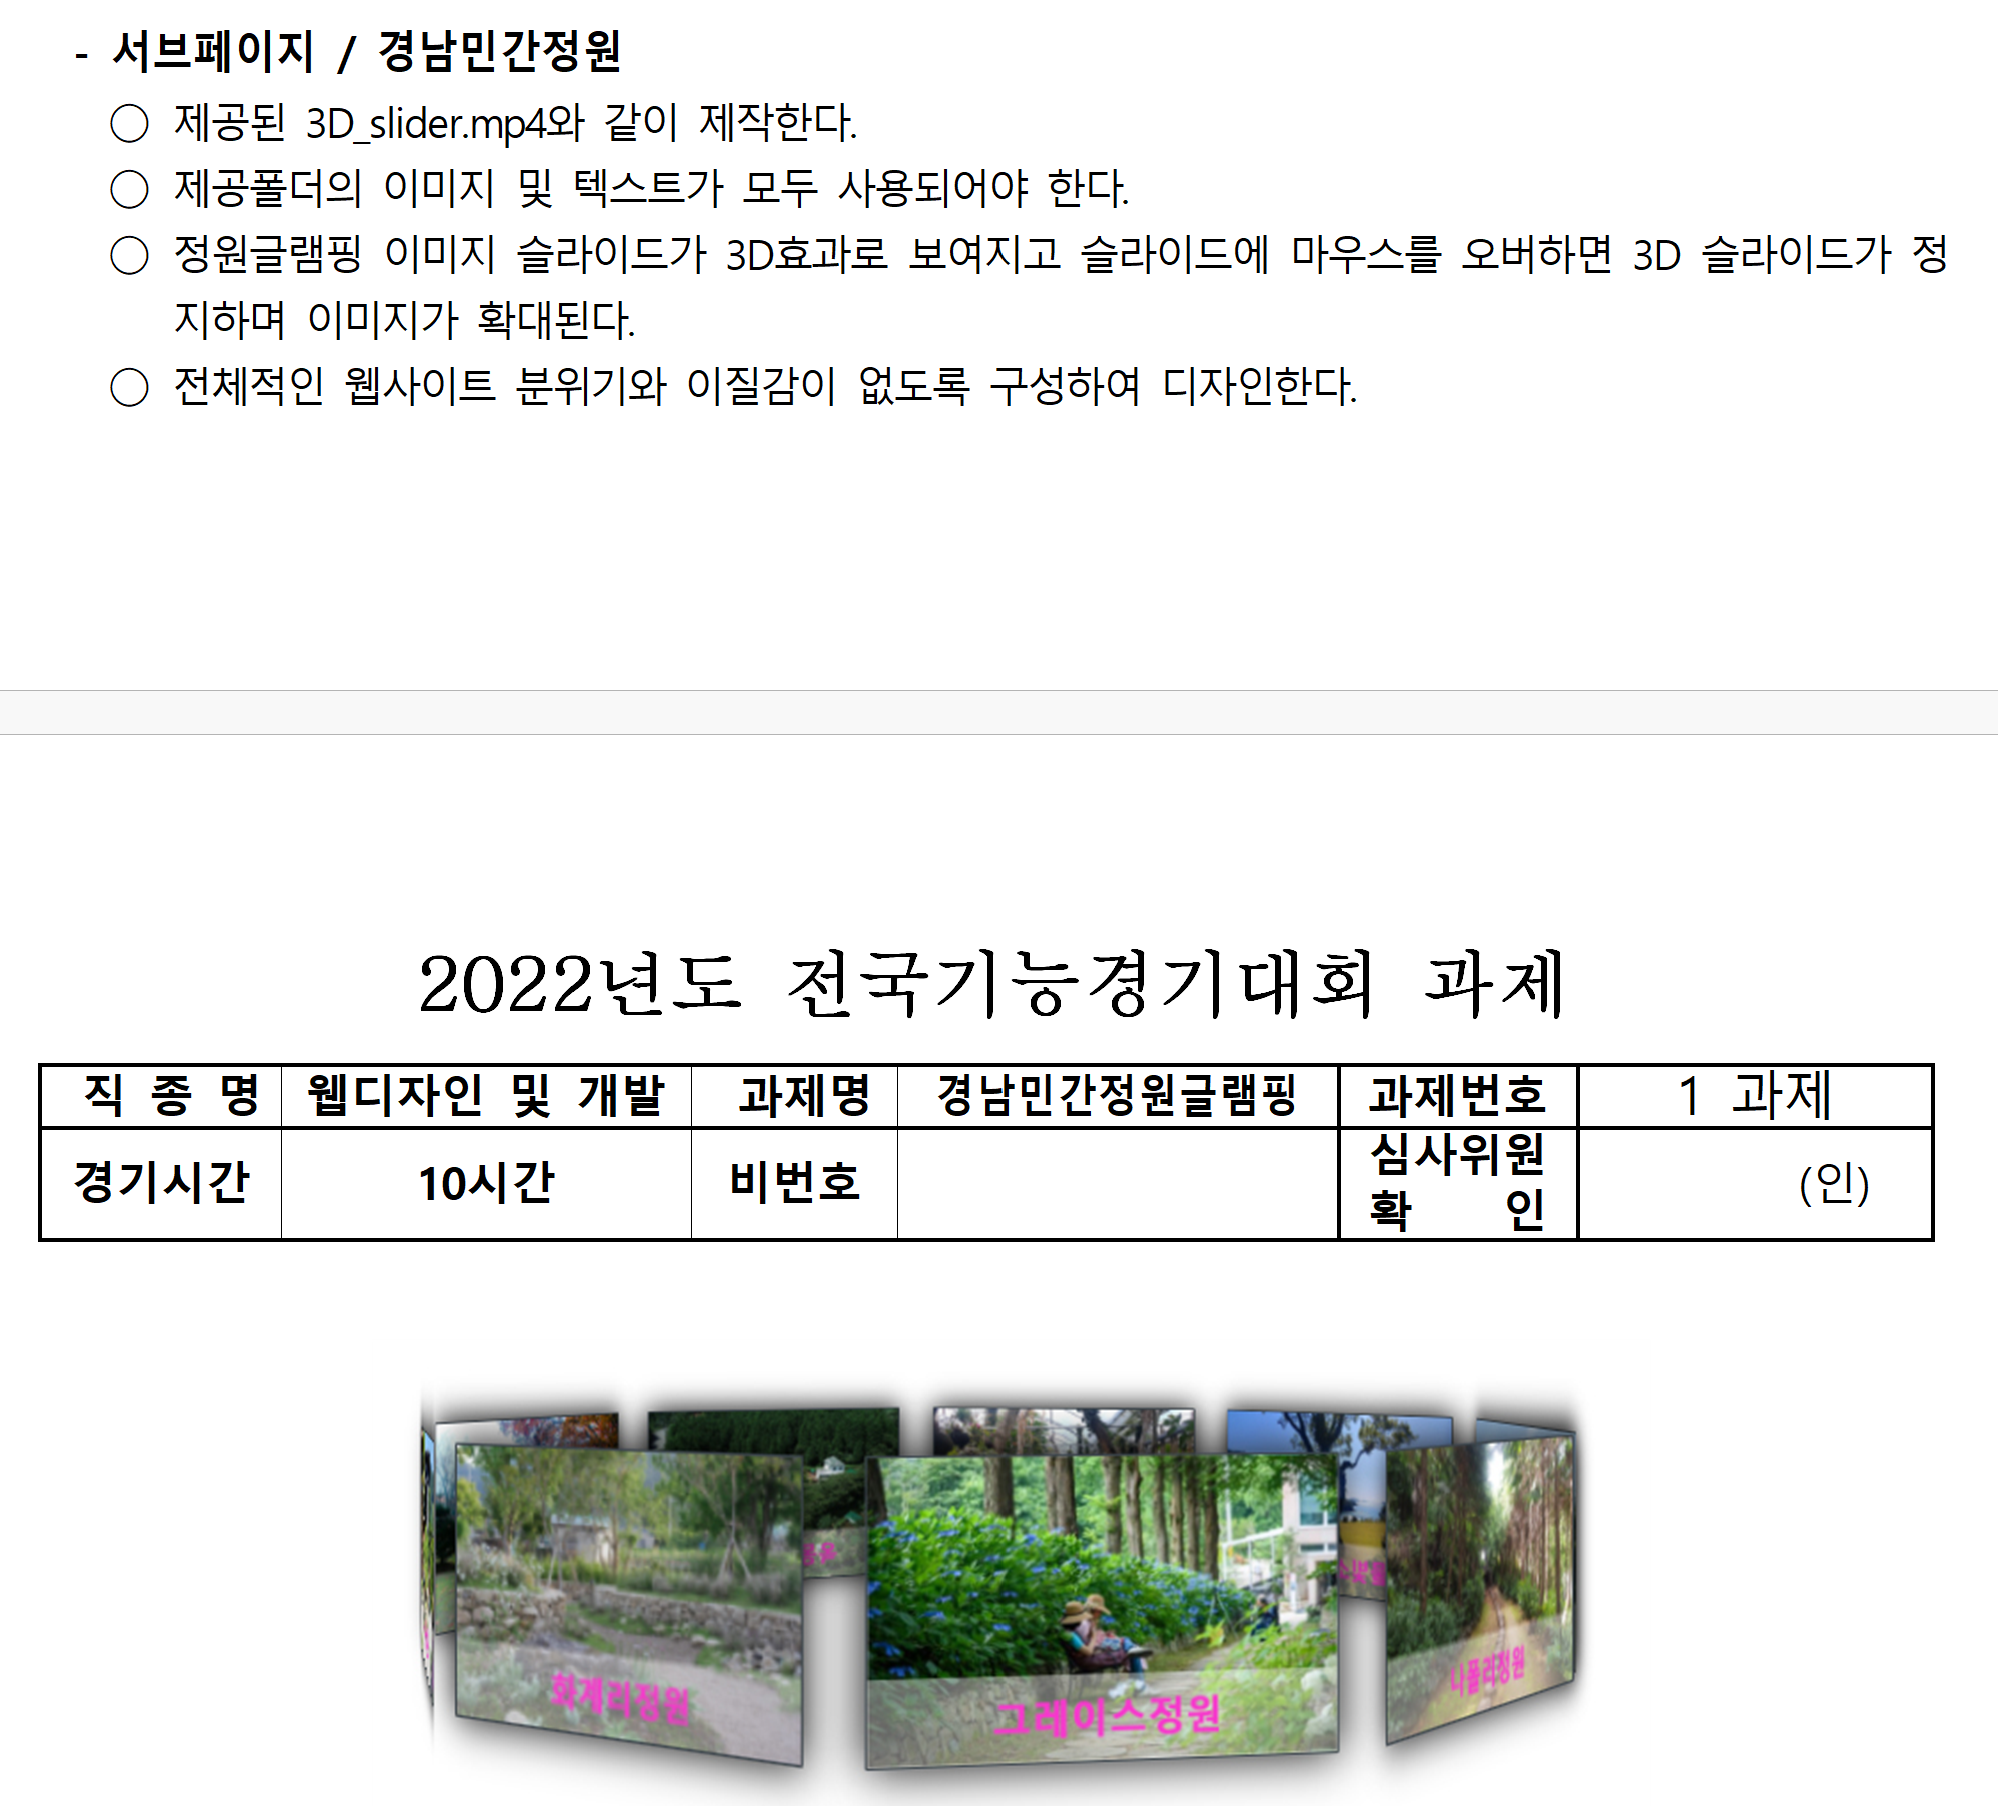 - 서브페이지 / 경남민간정원
○ 제공된 3D_slider.mp4와 같이 제작한다.
○ 제공폴더의 이미지 및 텍스트가 모두 사용되어야 한다.
○ 정원글램핑 이미지 슬라이드가 3D효과로 보여지고 슬라이드에 마우스를 오버하면 3D 슬라이드가 정
지하며 이미지가 확대된다.
○ 전체적인 웹사이트 분위기와 이질감이 없도록 구성하여 디자인한다.
2022년도 전국기능경기대회 과제
직 종 명 웹디자인 및 개발 과제명 경남민간정원글램핑 과제번호 1 과제
경기시간 10시간 비번호 심사위원 확 인 (인)
화계리정원
그레이스정원
나폴리정원